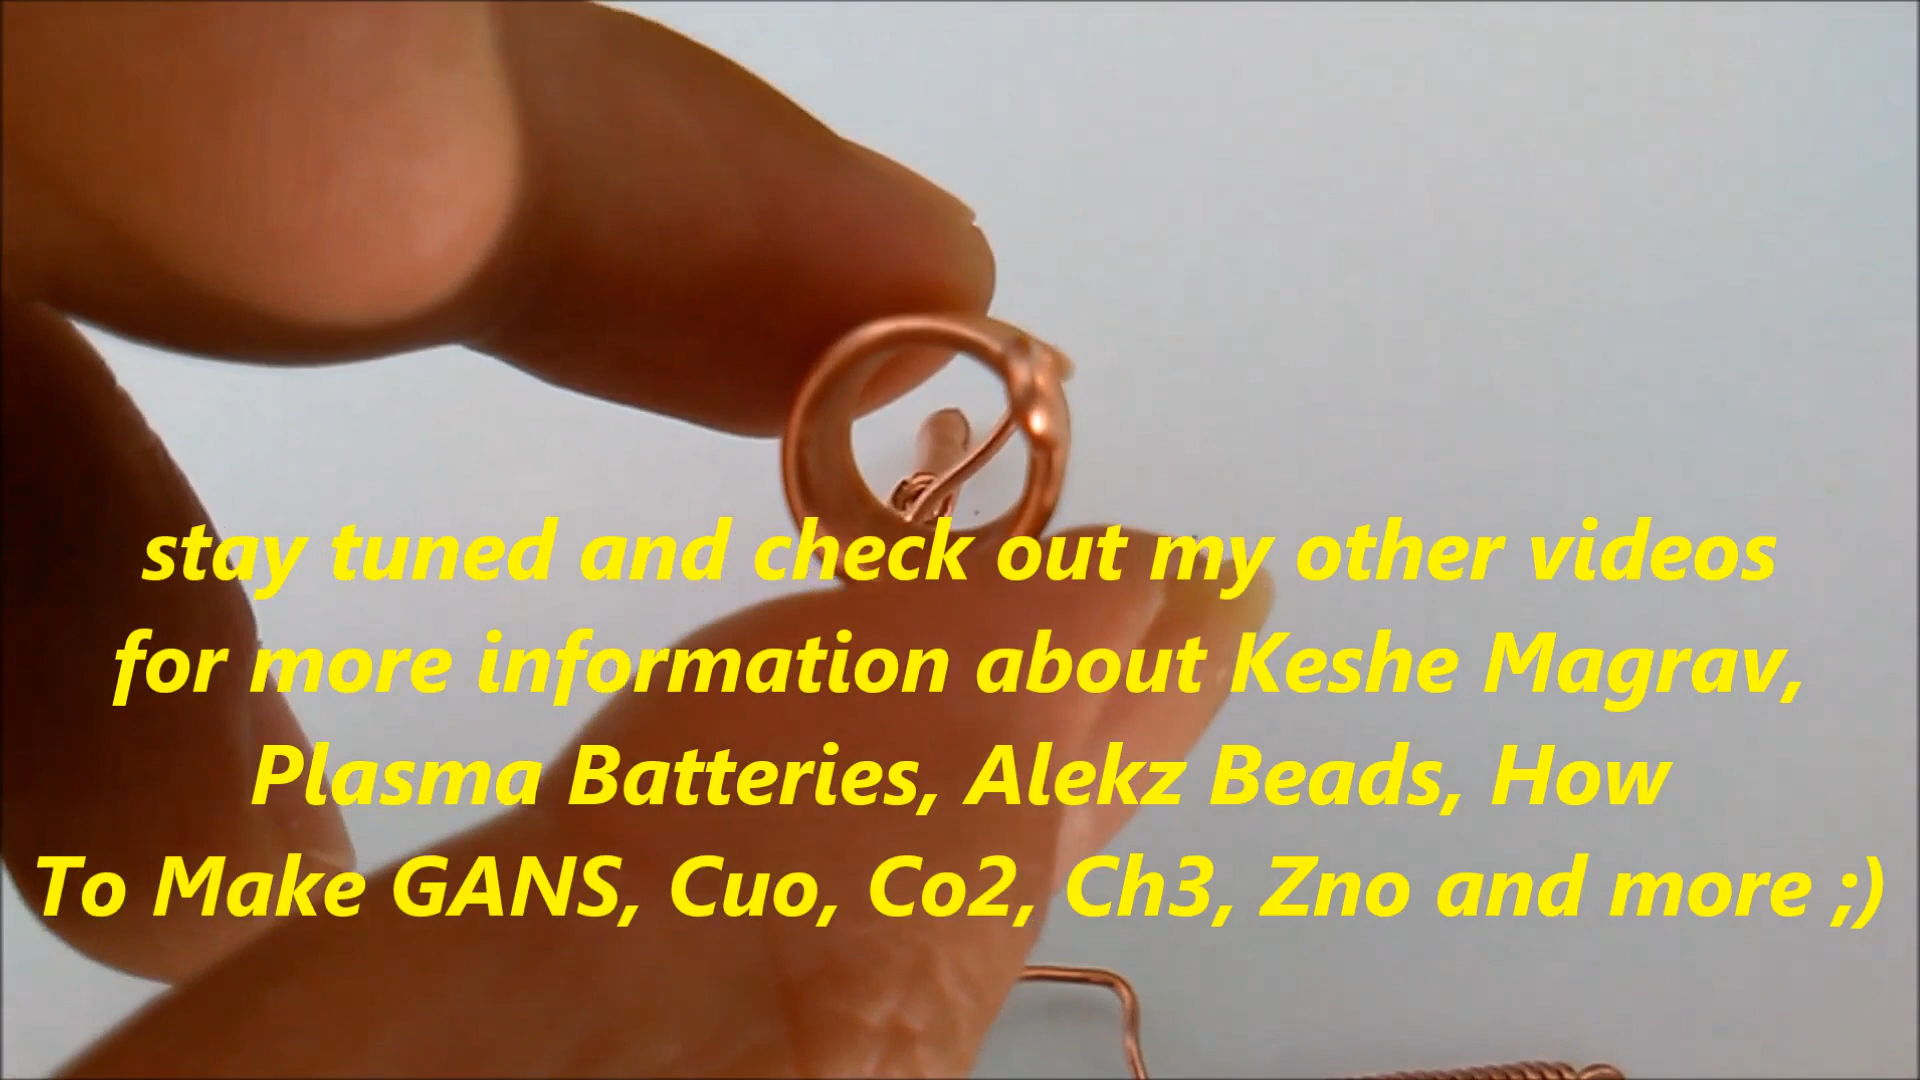 stay tuned and check out my other videos
for more information about Keshe Magrav,
Plasma Batteries, Alekz Beads, How
To Make GANS, Cuo, Co2, Ch3, Zno and more ;)